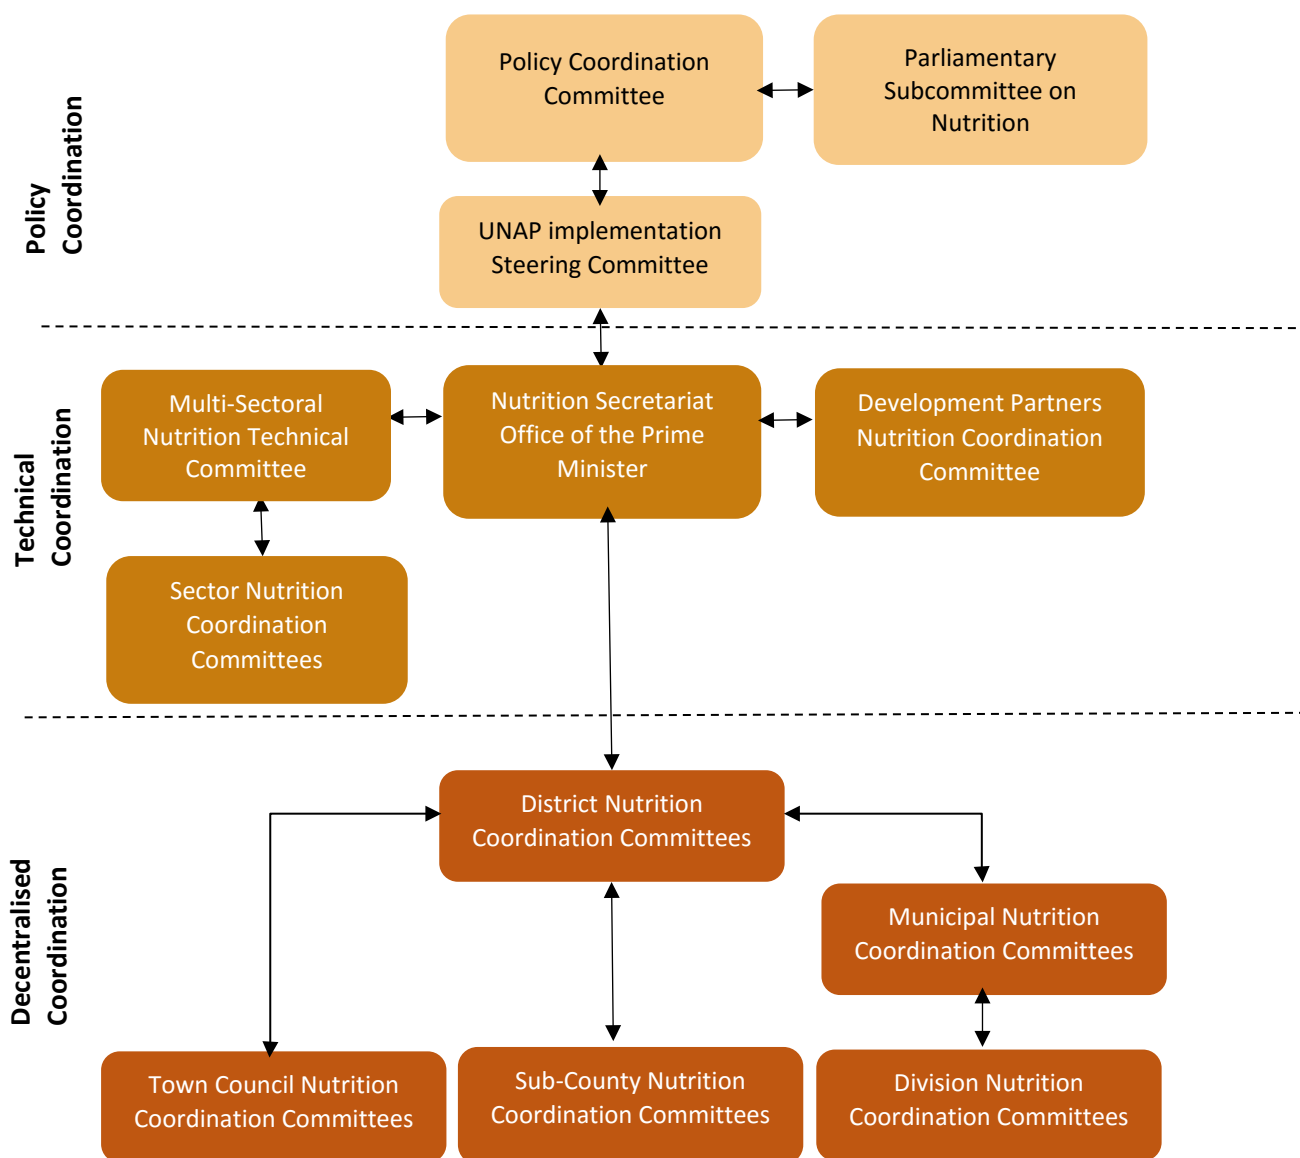 Policy
Coordination
Policy Coordination
Committee
Parliamentary
Subcommittee on
Nutrition
UNAP implementation
Steering Committee
Technical
Coordination
Multi-Sectoral
Nutrition Technical
Committee
Nutrition Secretariat
Office of the Prime
Minister
Development Partners
Nutrition Coordination
Committee
Sector Nutrition
Coordination
Committees
Decentralised
Coordination
District Nutrition
Coordination Committees
Municipal Nutrition
Coordination Committees
Town Council Nutrition
Coordination Committees
Sub-County Nutrition
Coordination Committees
Division Nutrition
Coordination Committees